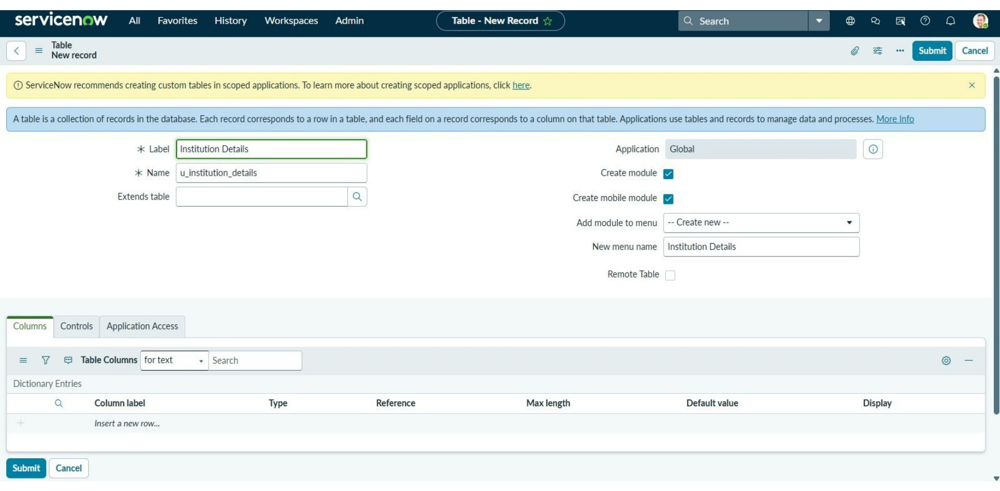 servicenow All Favorites History Workspaces Admin Table - New Record Search
Table
New record
Submit Cancel
ServiceNow recommends creating custom tables in scoped applications. To learn more about creating scoped applications, click here.
A table is a collection of records in the database. Each record corresponds to a row in a table, and each field on a record corresponds to a column on that table. Applications use tables and records to manage data and processes. More Info
Label Institution Details
Application Global
Name u_institution_details
Create module
Extends table
Create mobile module
Add module to menu -- Create new --
New menu name Institution Details
Remote Table
Columns Controls Application Access
Table Columns for text Search
Dictionary Entries
Column label Type Reference Max length Default value Display
Insert a new row...
Submit Cancel